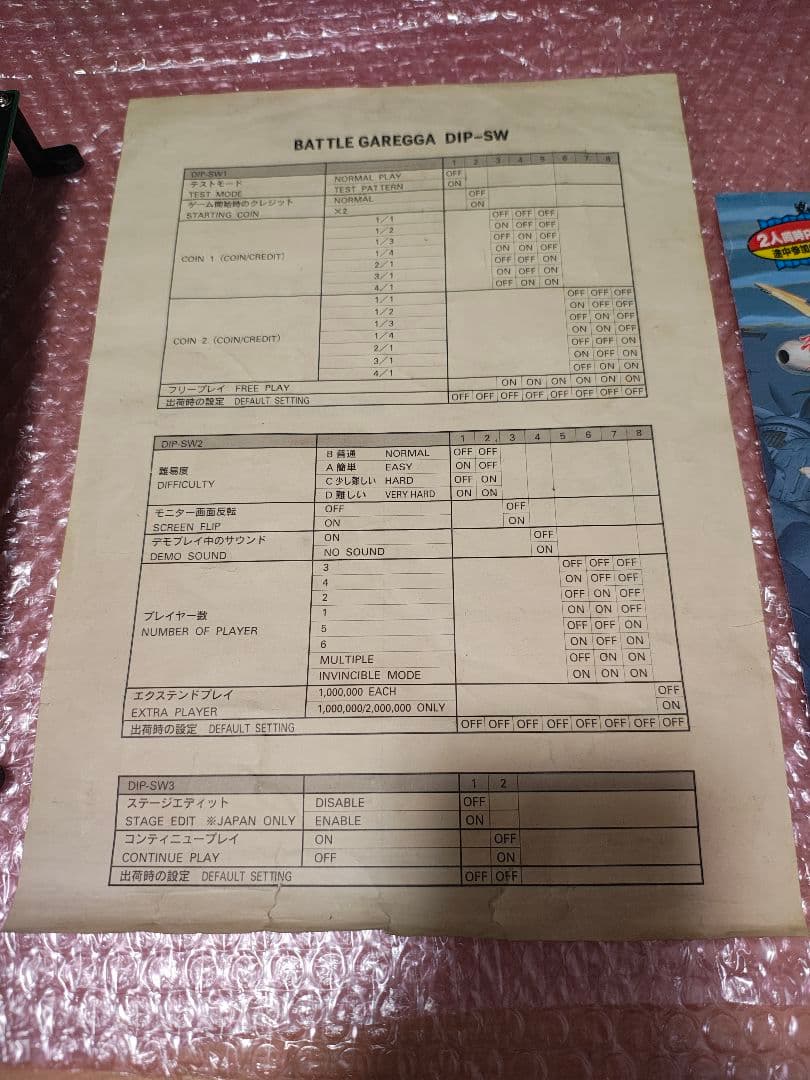 BATTLE GAREGGA DIP-SW
DIP-SW1 1 2 3 4 5 6 7 8
テストモード NORMAL PLAY OFF
TEST MODE TEST PATTERN ON
ゲーム開始時のクレジット NORMAL OFF
STARTING COIN ×2 ON
COIN 1 (COIN/CREDIT)
1/1 OFF OFF OFF
1/2 ON OFF OFF
1/3 OFF ON OFF
1/4 ON ON OFF
2/1 OFF OFF ON
3/1 ON OFF ON
4/1 OFF ON ON
COIN 2 (COIN/CREDIT)
1/1 OFF OFF OFF
1/2 ON OFF OFF
1/3 OFF ON OFF
1/4 ON ON OFF
2/1 OFF OFF ON
3/1 ON OFF ON
4/1 OFF ON ON
フリープレイ FREE PLAY ON ON ON ON ON ON
出荷時の設定 DEFAULT SETTING OFF OFF OFF OFF OFF OFF OFF OFF
DIP-SW2 1 2 3 4 5 6 7 8
難易度
DIFFICULTY
B 普通 NORMAL OFF OFF
A 簡単 EASY ON OFF
C 少し難しい HARD OFF ON
D 難しい VERY HARD ON ON
モニター画面反転 OFF OFF
SCREEN FLIP ON ON
デモプレイ中のサウンド ON OFF
DEMO SOUND NO SOUND ON
プレイヤー数
NUMBER OF PLAYER
3 OFF OFF OFF
4 ON OFF OFF
2 OFF ON OFF
1 ON ON OFF
5 OFF OFF ON
6 ON OFF ON
MULTIPLE OFF ON ON
INVINCIBLE MODE ON ON ON
エクステンドプレイ 1,000,000 EACH OFF
EXTRA PLAYER 1,000,000/2,000,000 ONLY ON
出荷時の設定 DEFAULT SETTING OFF OFF OFF OFF OFF OFF OFF OFF
DIP-SW3 1 2
ステージエディット DISABLE OFF
STAGE EDIT ※JAPAN ONLY ENABLE ON
コンティニュープレイ ON OFF
CONTINUE PLAY OFF ON
出荷時の設定 DEFAULT SETTING OFF OFF